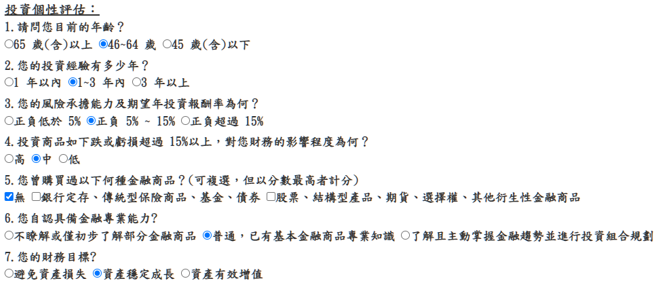 投資個性評估：
1.請問您目前的年齡？
65 歲(含)以上 46~64 歲 45 歲(含)以下
2.您的投資經驗有多少年？
1 年以內 1~3 年內 3 年以上
3.您的風險承擔能力及期望年投資報酬率為何？
正負低於 5% 正負 5% ~ 15% 正負超過 15%
4.投資商品如下跌或虧損超過 15%以上，對您財務的影響程度為何？
高 中 低
5.您曾購買過以下何種金融商品？(可複選，但以分數最高者計分)
無 銀行定存、傳統型保險商品、基金、債券 股票、結構型產品、期貨、選擇權、其他衍生性金融商品
6.您自認具備金融專業能力?
不瞭解或僅初步了解部分金融商品 普通，已有基本金融商品專業知識 了解且主動掌握金融趨勢並進行投資組合規劃
7.您的財務目標?
避免資產損失 資產穩定成長 資產有效增值